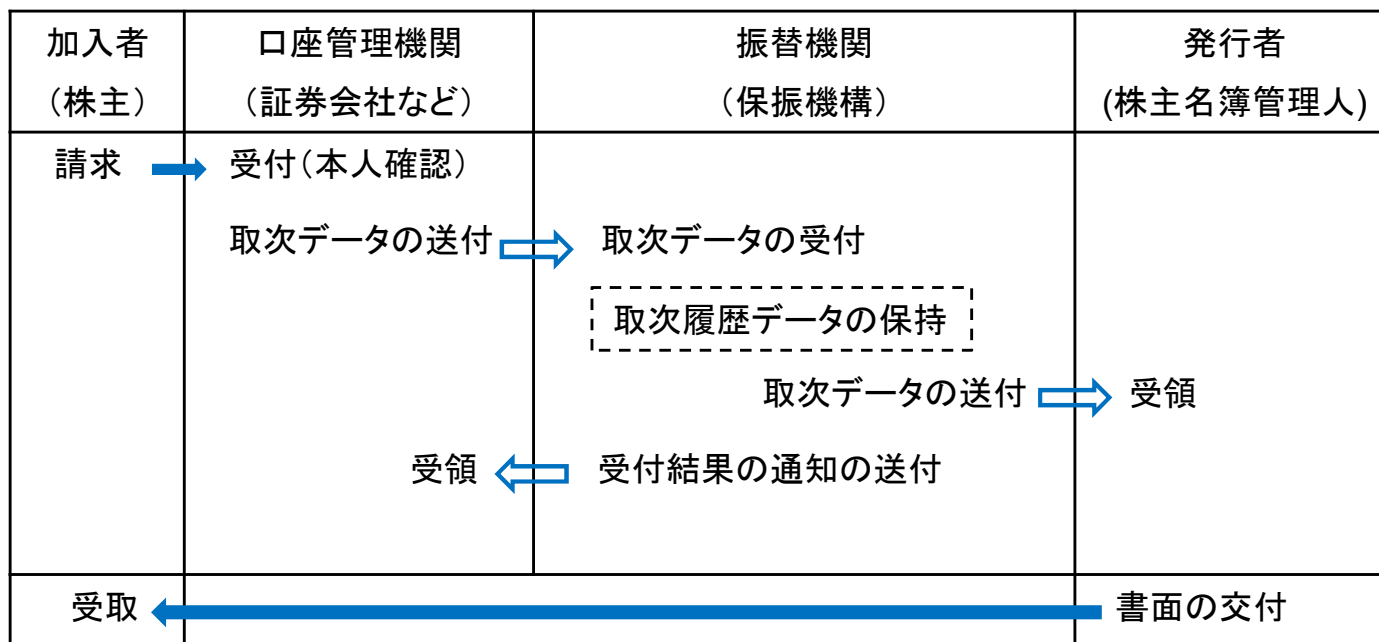 加入者
（株主）
口座管理機関
（証券会社など）
振替機関
（保振機構）
発行者
(株主名簿管理人)
請求
受付（本人確認）
取次データの送付
取次データの受付
取次履歴データの保持
取次データの送付
受領
受領
受付結果の通知の送付
受取
書面の交付